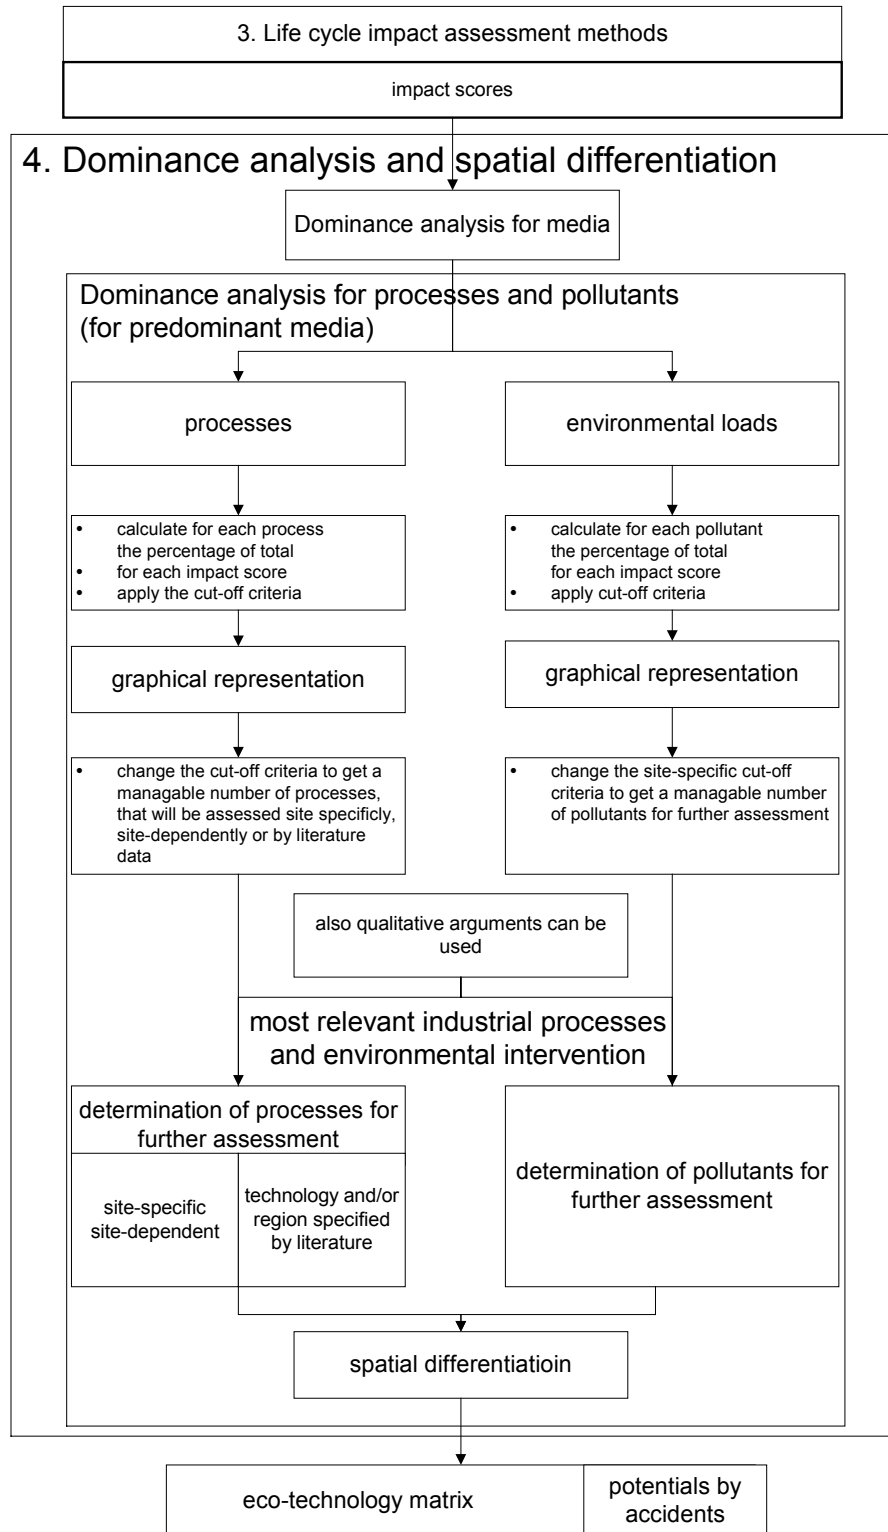 3. Life cycle impact assessment methods
impact scores
4. Dominance analysis and spatial differentiation
Dominance analysis for media
Dominance analysis for processes and pollutants
(for predominant media)
processes
environmental loads
• calculate for each process
the percentage of total
• for each impact score
• apply the cut-off criteria
• calculate for each pollutant
the percentage of total
for each impact score
• apply cut-off criteria
graphical representation
graphical representation
• change the cut-off criteria to get a
managable number of processes,
that will be assessed site specificly,
site-dependently or by literature
data
• change the site-specific cut-off
criteria to get a managable number
of pollutants for further assessment
also qualitative arguments can be
used
most relevant industrial processes
and environmental intervention
determination of processes for
further assessment
site-specific
site-dependent
technology and/or
region specified
by literature
determination of pollutants for
further assessment
spatial differentiatioin
eco-technology matrix
potentials by
accidents